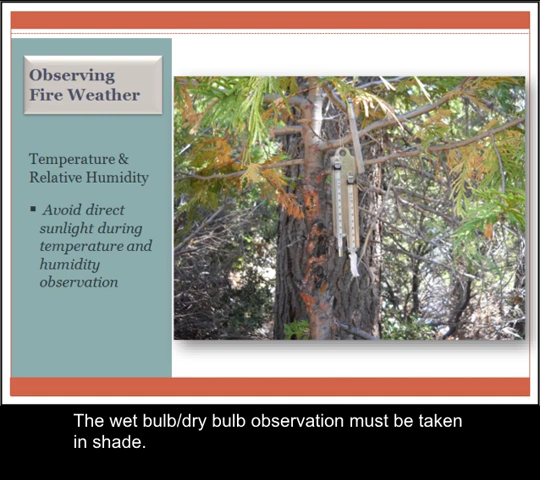 Observing
Fire Weather
Temperature &
Relative Humidity
▪ Avoid direct
sunlight during
temperature and
humidity
observation
The wet bulb/dry bulb observation must be taken
in shade.